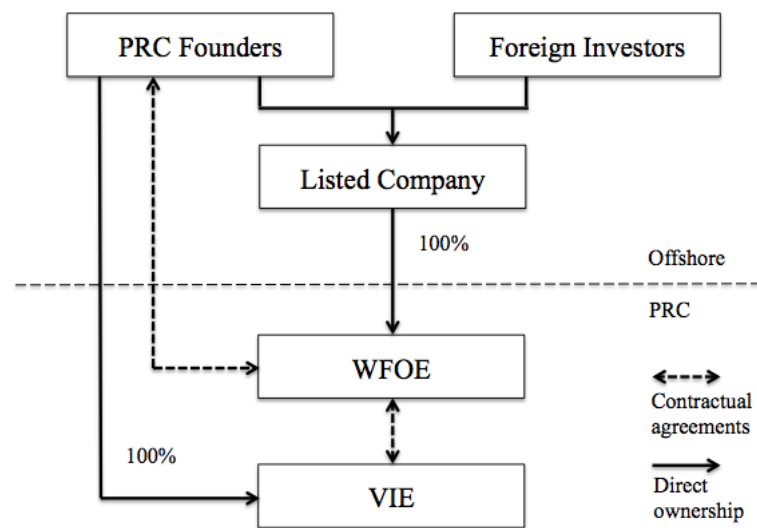 PRC Founders
Foreign Investors
Listed Company
100%
Offshore
PRC
WFOE
Contractual
agreements
100%
VIE
Direct
ownership